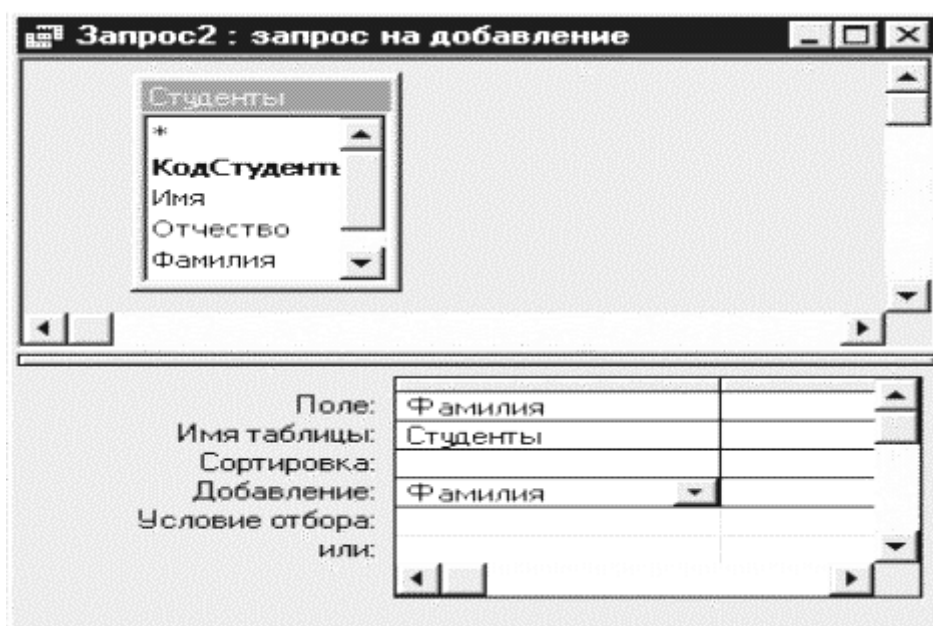 Запрос2 : запрос на добавление
Студенты
*
КодСтуденть
Имя
Отчество
Фамилия
Поле: Фамилия
Имя таблицы: Студенты
Сортировка:
Добавление: Фамилия
Условие отбора:
или: